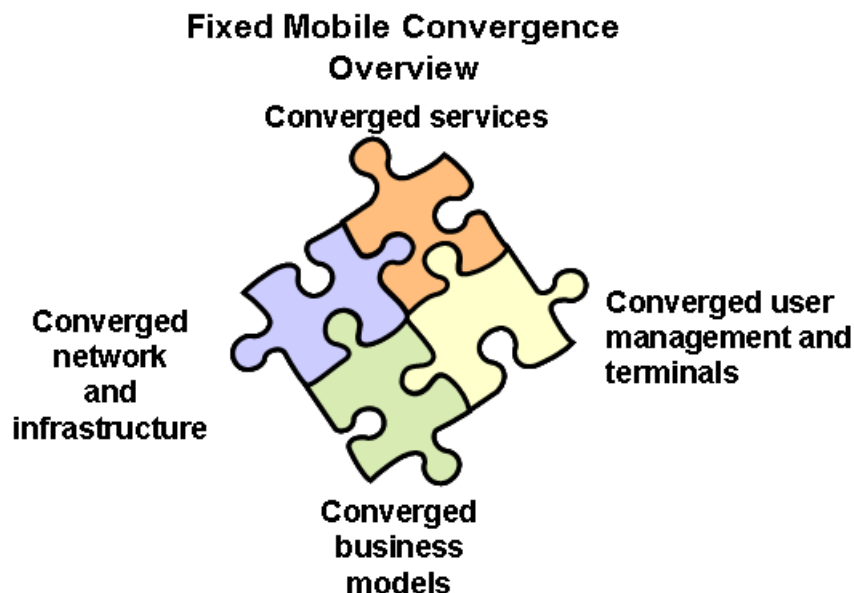 Fixed Mobile Convergence
Overview
Converged services
Converged user
management and
terminals
Converged
network
and
infrastructure
Converged
business
models